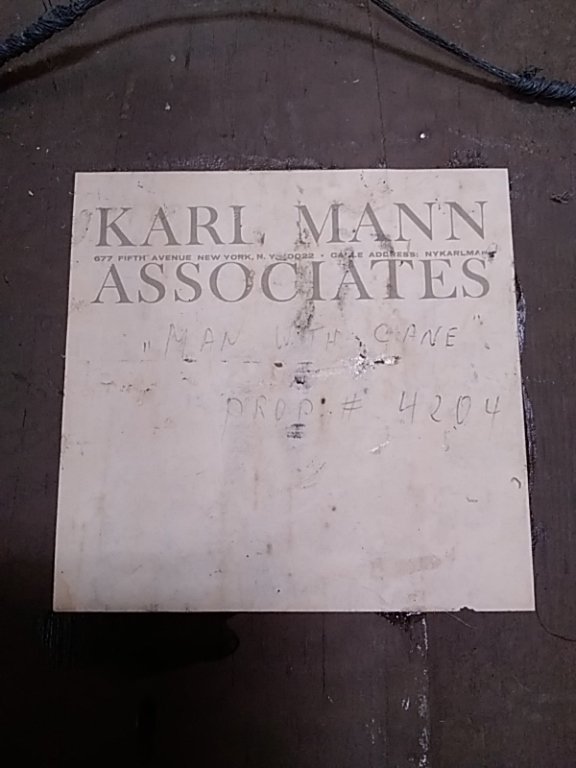 KARL MANN
677 FIFTH AVENUE NEW YORK, N. Y. 10022 • CABLE ADDRESS: NYKARLMAN
ASSOCIATES
"MAN WITH CANE"
PROP # 4204